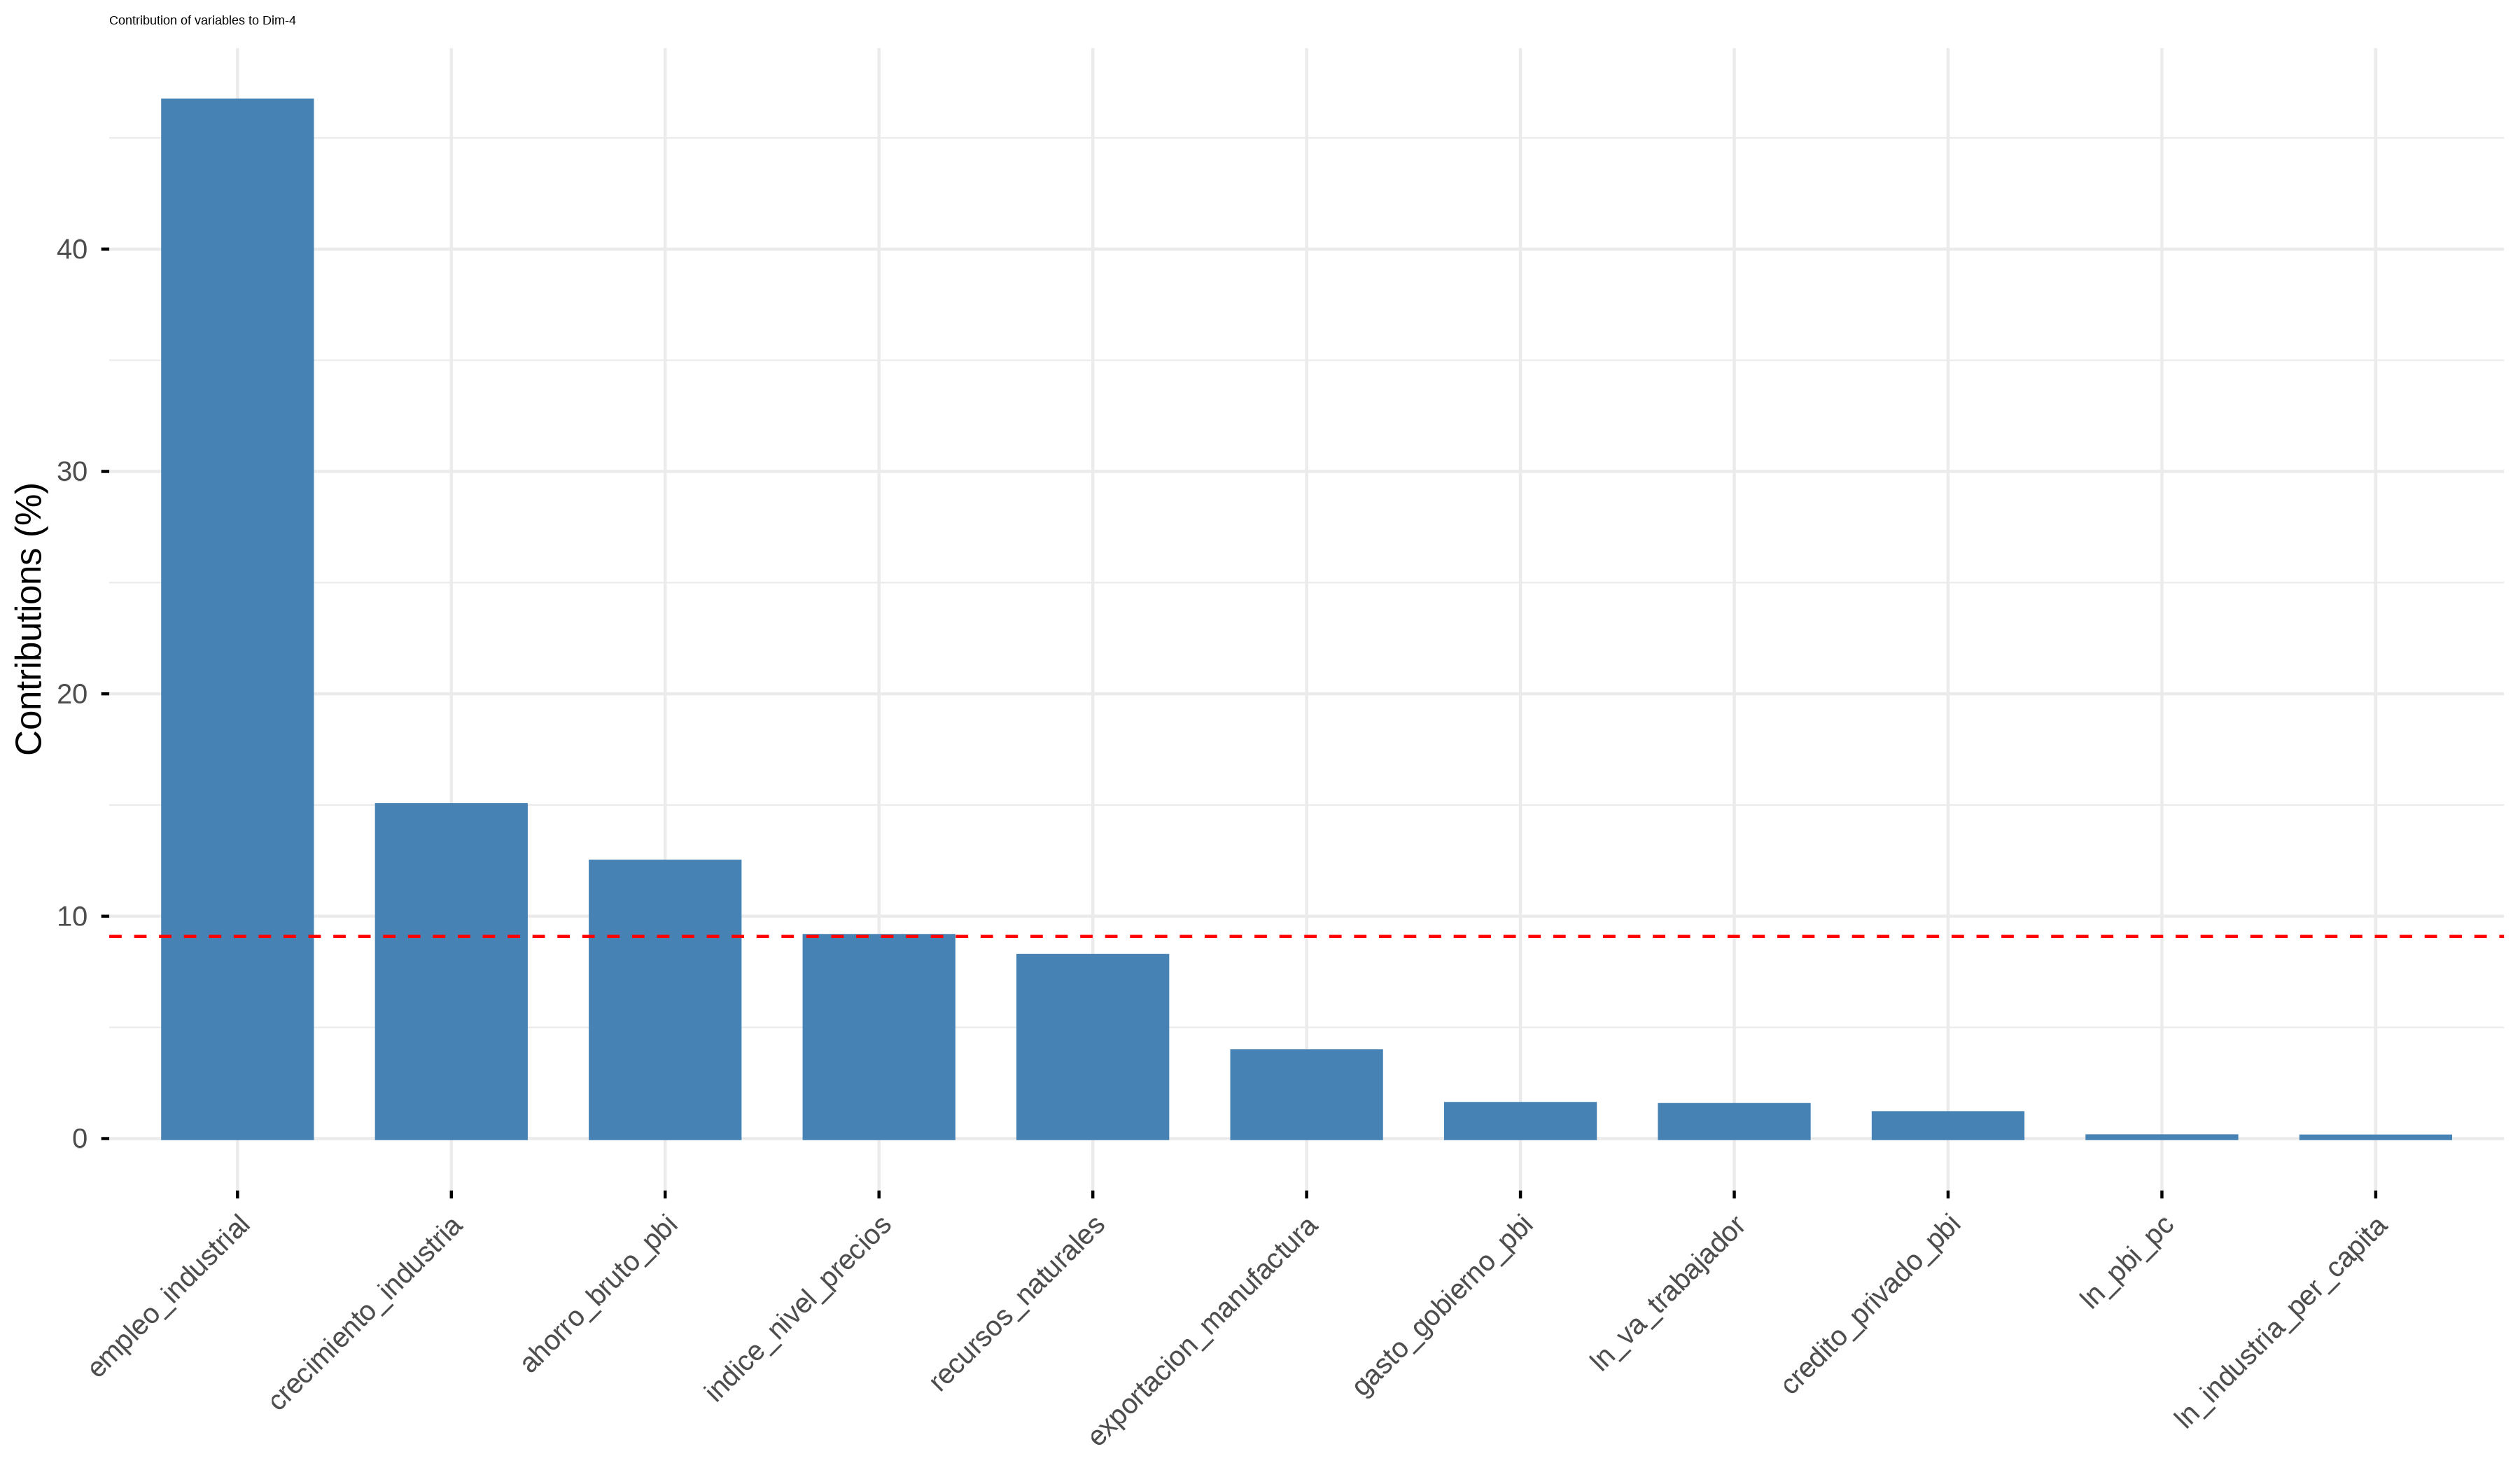 Contribution of variables to Dim-4
Contributions (%)
40
30
20
10
0
empleo_industrial
crecimiento_industria
ahorro_bruto_pbi
indice_nivel_precios
recursos_naturales
exportacion_manufactura
gasto_gobierno_pbi
ln_va_trabajador
credito_privado_pbi
ln_pbi_pc
ln_industria_per_capita